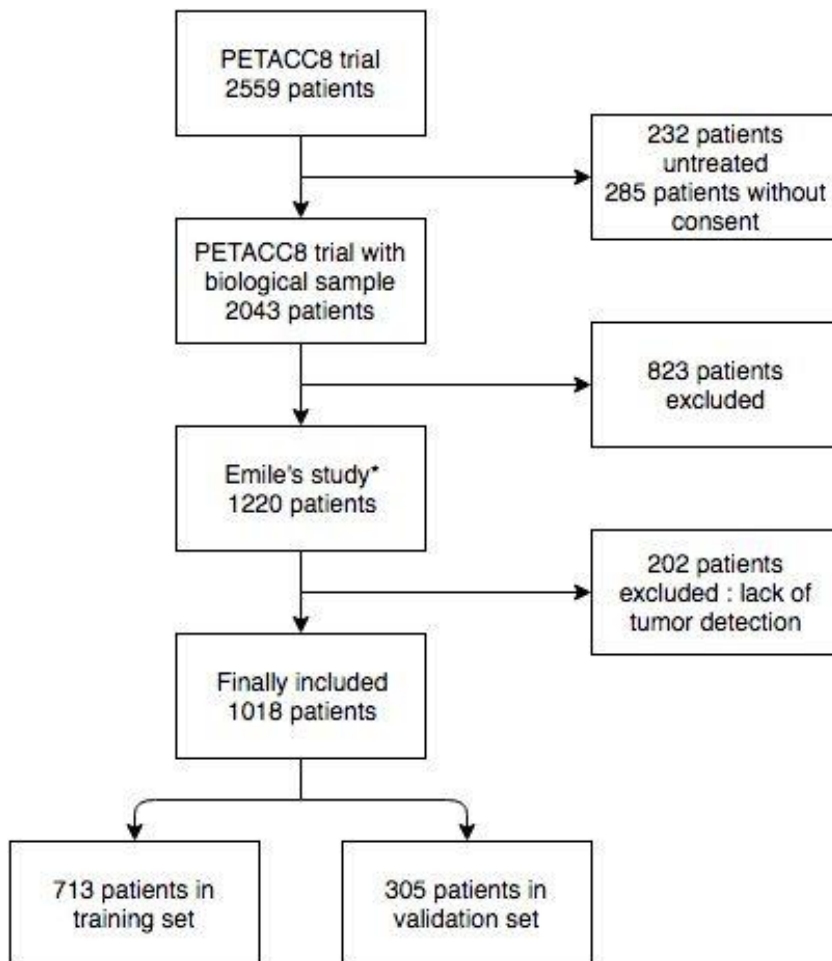 PETACC8 trial
2559 patients
232 patients
untreated
285 patients without
consent
PETACC8 trial with
biological sample
2043 patients
823 patients
excluded
Emile's study*
1220 patients
202 patients
excluded : lack of
tumor detection
Finally included
1018 patients
713 patients in
training set
305 patients in
validation set